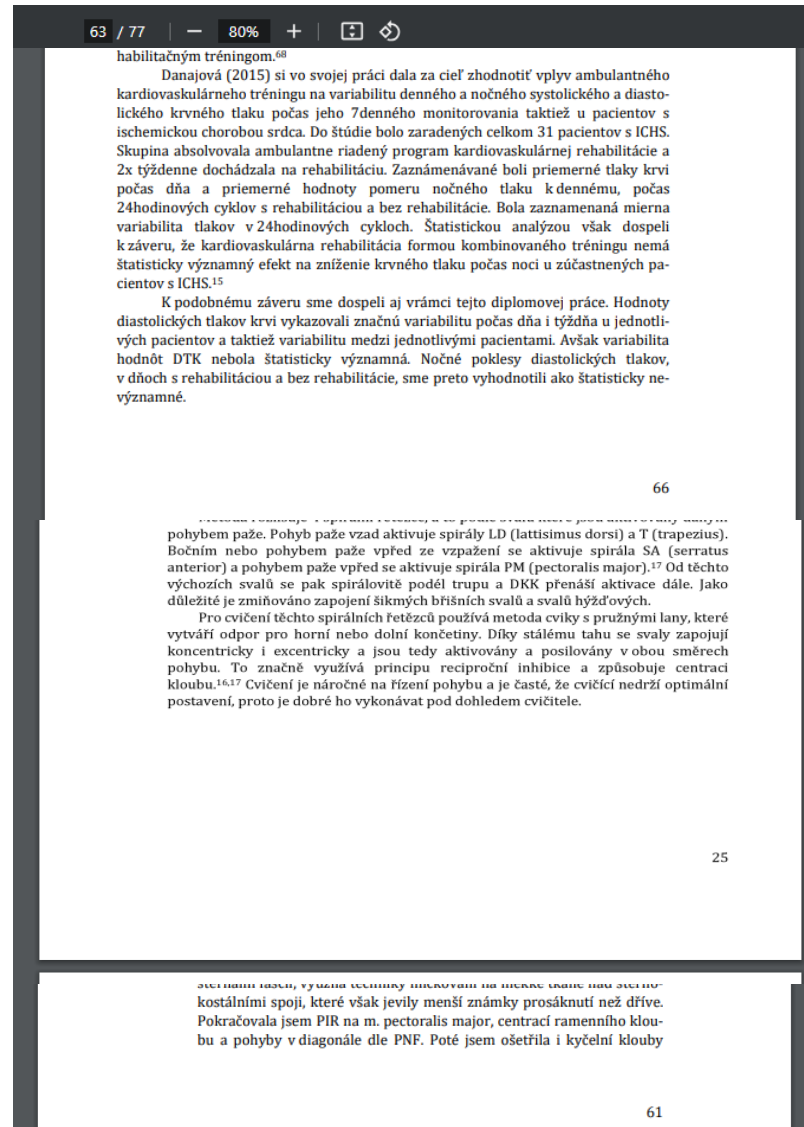 63 / 77 80%
habilitačným tréningom.68
Danajová (2015) si vo svojej práci dala za cieľ zhodnotiť vplyv ambulantného
kardiovaskulárneho tréningu na variabilitu denného a nočného systolického a diasto-
lického krvného tlaku počas jeho 7denného monitorovania taktiež u pacientov s
ischemickou chorobou srdca. Do štúdie bolo zaradených celkom 31 pacientov s ICHS.
Skupina absolvovala ambulantne riadený program kardiovaskulárnej rehabilitácie a
2x týždenne dochádzala na rehabilitáciu. Zaznámenávané boli priemerné tlaky krvi
počas dňa a priemerné hodnoty pomeru nočného tlaku k dennému, počas
24hodinových cyklov s rehabilitáciou a bez rehabilitácie. Bola zaznamenaná mierna
variabilita tlakov v 24hodinových cykloch. Štatistickou analýzou však dospeli
k záveru, že kardiovaskulárna rehabilitácia formou kombinovaného tréningu nemá
štatisticky významný efekt na zníženie krvného tlaku počas noci u zúčastnených pa-
cientov s ICHS.15
K podobnému záveru sme dospeli aj vrámci tejto diplomovej práce. Hodnoty
diastolických tlakov krvi vykazovali značnú variabilitu počas dňa i týždňa u jednotli-
vých pacientov a taktiež variabilitu medzi jednotlivými pacientami. Avšak variabilita
hodnôt DTK nebola štatisticky významná. Nočné poklesy diastolických tlakov,
v dňoch s rehabilitáciou a bez rehabilitácie, sme preto vyhodnotili ako štatisticky ne-
významné.
66
pohybem paže. Pohyb paže vzad aktivuje spirály LD (lattisimus dorsi) a T (trapezius).
Bočním nebo pohybem paže vpřed ze vzpažení se aktivuje spirála SA (serratus
anterior) a pohybem paže vpřed se aktivuje spirála PM (pectoralis major).17 Od těchto
výchozích svalů se pak spirálovitě podél trupu a DKK přenáší aktivace dále. Jako
důležité je zmiňováno zapojení šikmých břišních svalů a svalů hýžďových.
Pro cvičení těchto spirálních řetězců používá metoda cviky s pružnými lany, které
vytváří odpor pro horní nebo dolní končetiny. Díky stálému tahu se svaly zapojují
koncentricky i excentricky a jsou tedy aktivovány a posilovány v obou směrech
pohybu. To značně využívá principu reciproční inhibice a způsobuje centraci
kloubu.16,17 Cvičení je náročné na řízení pohybu a je časté, že cvičící nedrží optimální
postavení, proto je dobré ho vykonávat pod dohledem cvičitele.
25
kostálními spoji, které však jevily menší známky prosáknutí než dříve.
Pokračovala jsem PIR na m. pectoralis major, centrací ramenního klou-
bu a pohyby v diagonále dle PNF. Poté jsem ošetřila i kyčelní klouby
61